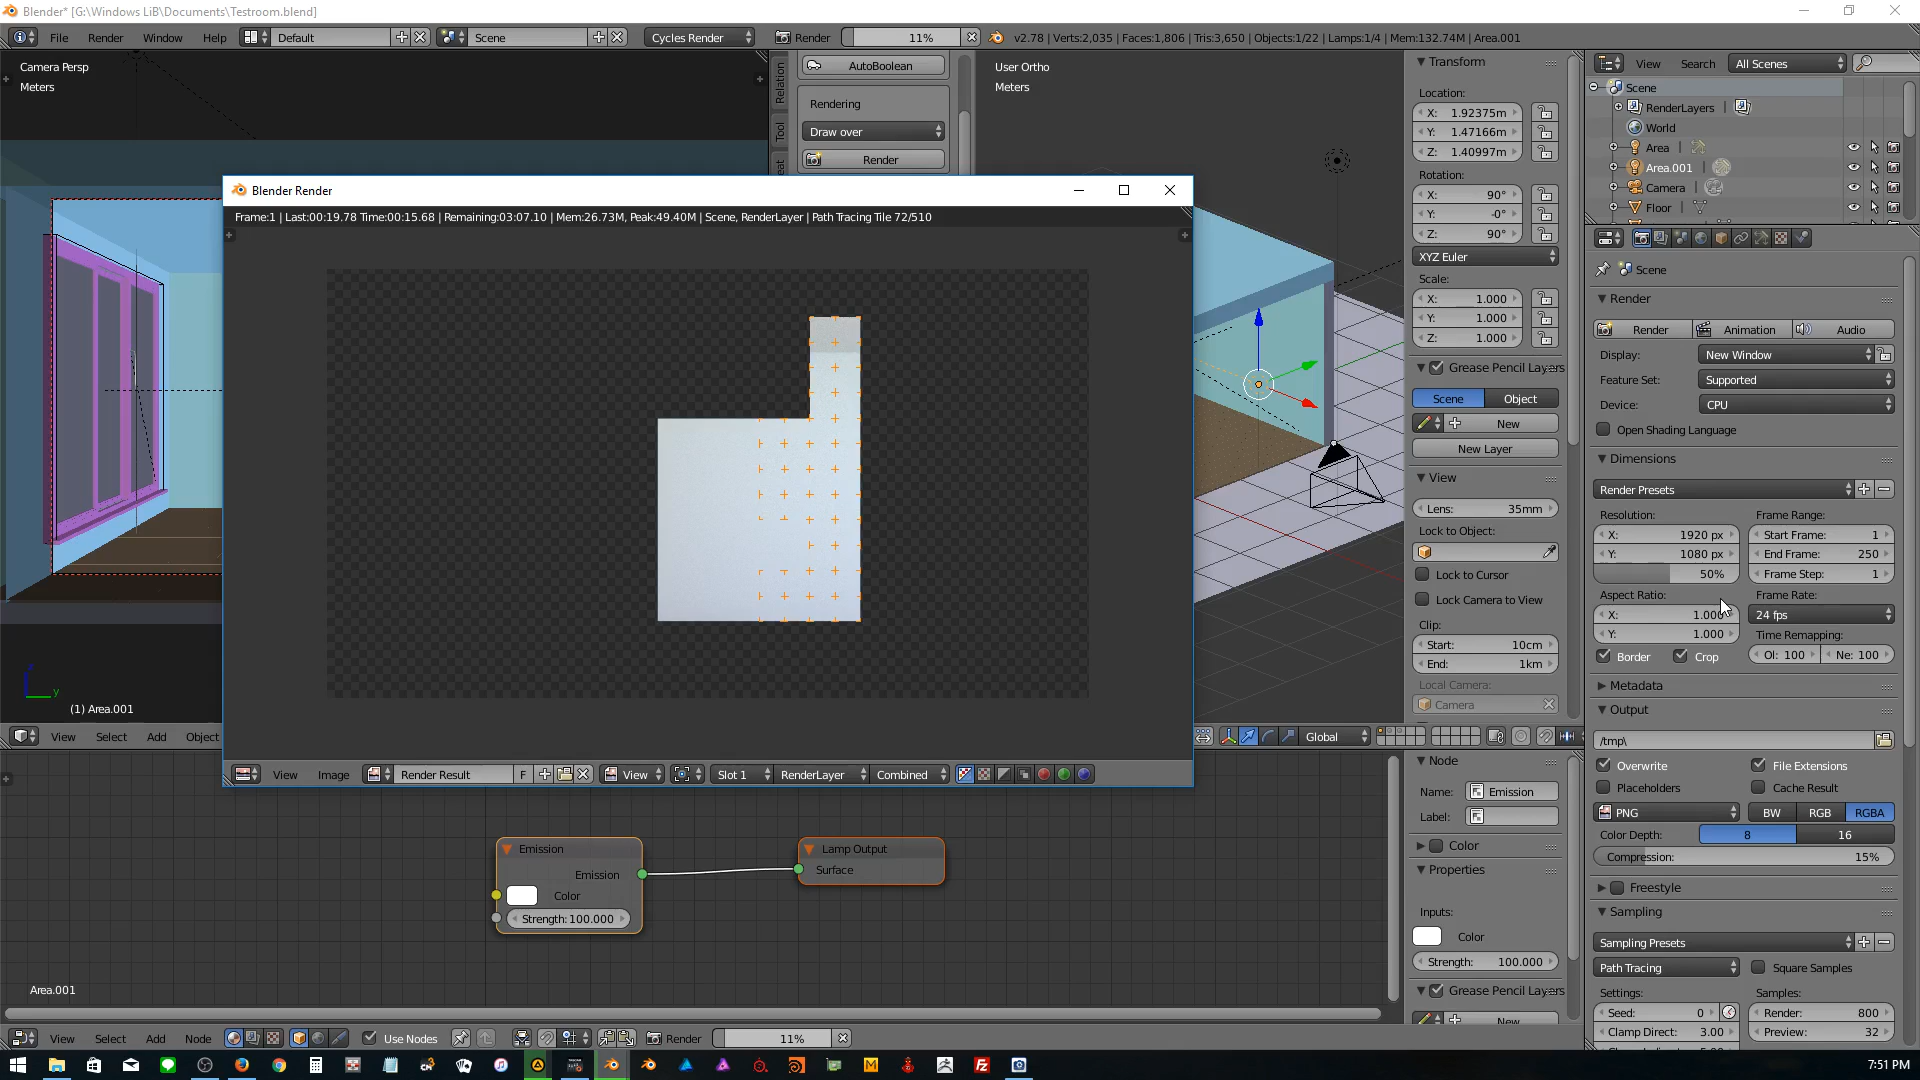 Blender* [G:\Windows LiB\Documents\Testroom.blend]
File Render Window Help Default Scene Cycles Render Render 11% v2.78 | Verts:2,035 | Faces:1,806 | Tris:3,650 | Objects:1/22 | Lamps:1/4 | Mem:132.74M | Area.001
Camera Persp
Meters
Relation
Tool
AutoBoolean
Rendering
Draw over
Render
User Ortho
Meters
Blender Render
Frame:1 | Last:00:19.78 Time:00:15.68 | Remaining:03:07.10 | Mem:26.73M, Peak:49.40M | Scene, RenderLayer | Path Tracing Tile 72/510
View Image Render Result F View Slot 1 RenderLayer Combined
y
(1) Area.001
View Select Add Object
Global
Transform
Location:
X: 1.92375m
Y: 1.47166m
Z: 1.40997m
Rotation:
X: 90°
Y: -0°
Z: 90°
XYZ Euler
Scale:
X: 1.000
Y: 1.000
Z: 1.000
Grease Pencil Layers
Scene Object
New
New Layer
View
Lens: 35mm
Lock to Object:
Lock to Cursor
Lock Camera to View
Clip:
Start: 10cm
End: 1km
Local Camera:
Camera
View Search All Scenes
Scene
RenderLayers
World
Area
Area.001
Camera
Floor
Scene
Render
Render Animation Audio
Display: New Window
Feature Set: Supported
Device: CPU
Open Shading Language
Dimensions
Render Presets
Resolution: Frame Range:
X: 1920 px Start Frame: 1
Y: 1080 px End Frame: 250
50% Frame Step: 1
Aspect Ratio: Frame Rate:
X: 1.000 24 fps
Y: 1.000 Time Remapping:
Border Crop Ol: 100 Ne: 100
Metadata
Output
/tmp\
Overwrite File Extensions
Placeholders Cache Result
PNG BW RGB RGBA
Color Depth: 8 16
Compression: 15%
Freestyle
Sampling
Sampling Presets
Path Tracing Square Samples
Settings: Samples:
Seed: 0 Render: 800
Clamp Direct: 3.00 Preview: 32
Emission
Emission
Color
Strength: 100.000
Lamp Output
Surface
Area.001
Node
Name: Emission
Label:
Color
Properties
Inputs:
Color
Strength: 100.000
Grease Pencil Layers
New
View Select Add Node Use Nodes Render 11%
7:51 PM